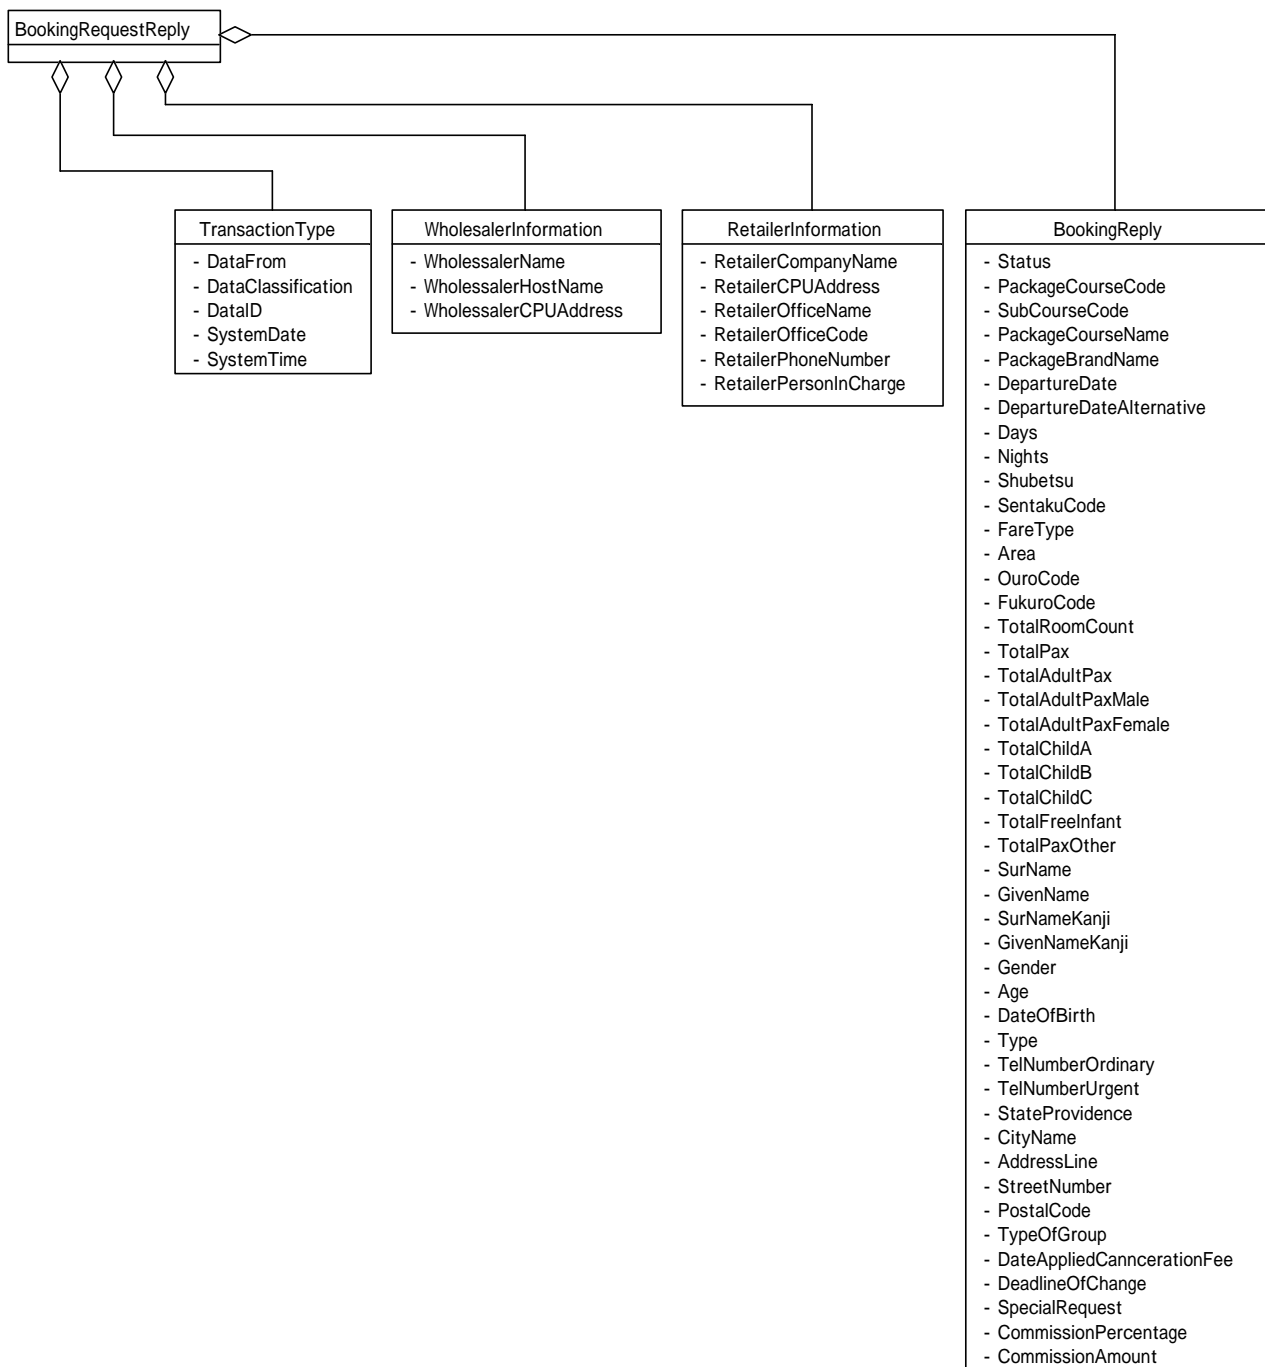 BookingRequestReply
TransactionType
- DataFrom
- DataClassification
- DataID
- SystemDate
- SystemTime
WholesalerInformation
- WholessalerName
- WholessalerHostName
- WholessalerCPUAddress
RetailerInformation
- RetailerCompanyName
- RetailerCPUAddress
- RetailerOfficeName
- RetailerOfficeCode
- RetailerPhoneNumber
- RetailerPersonInCharge
BookingReply
- Status
- PackageCourseCode
- SubCourseCode
- PackageCourseName
- PackageBrandName
- DepartureDate
- DepartureDateAlternative
- Days
- Nights
- Shubetsu
- SentakuCode
- FareType
- Area
- OuroCode
- FukuroCode
- TotalRoomCount
- TotalPax
- TotalAdultPax
- TotalAdultPaxMale
- TotalAdultPaxFemale
- TotalChildA
- TotalChildB
- TotalChildC
- TotalFreeInfant
- TotalPaxOther
- SurName
- GivenName
- SurNameKanji
- GivenNameKanji
- Gender
- Age
- DateOfBirth
- Type
- TelNumberOrdinary
- TelNumberUrgent
- StateProvidence
- CityName
- AddressLine
- StreetNumber
- PostalCode
- TypeOfGroup
- DateAppliedCanncerationFee
- DeadlineOfChange
- SpecialRequest
- CommissionPercentage
- CommissionAmount